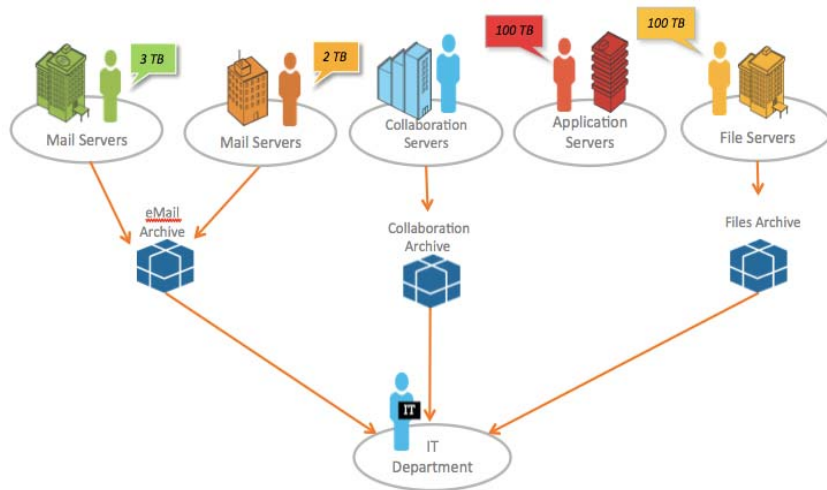 3 TB
2 TB
100 TB
100 TB
Mail Servers
Mail Servers
Collaboration
Servers
Application
Servers
File Servers
eMail
Archive
Collaboration
Archive
Files Archive
IT
IT
Department